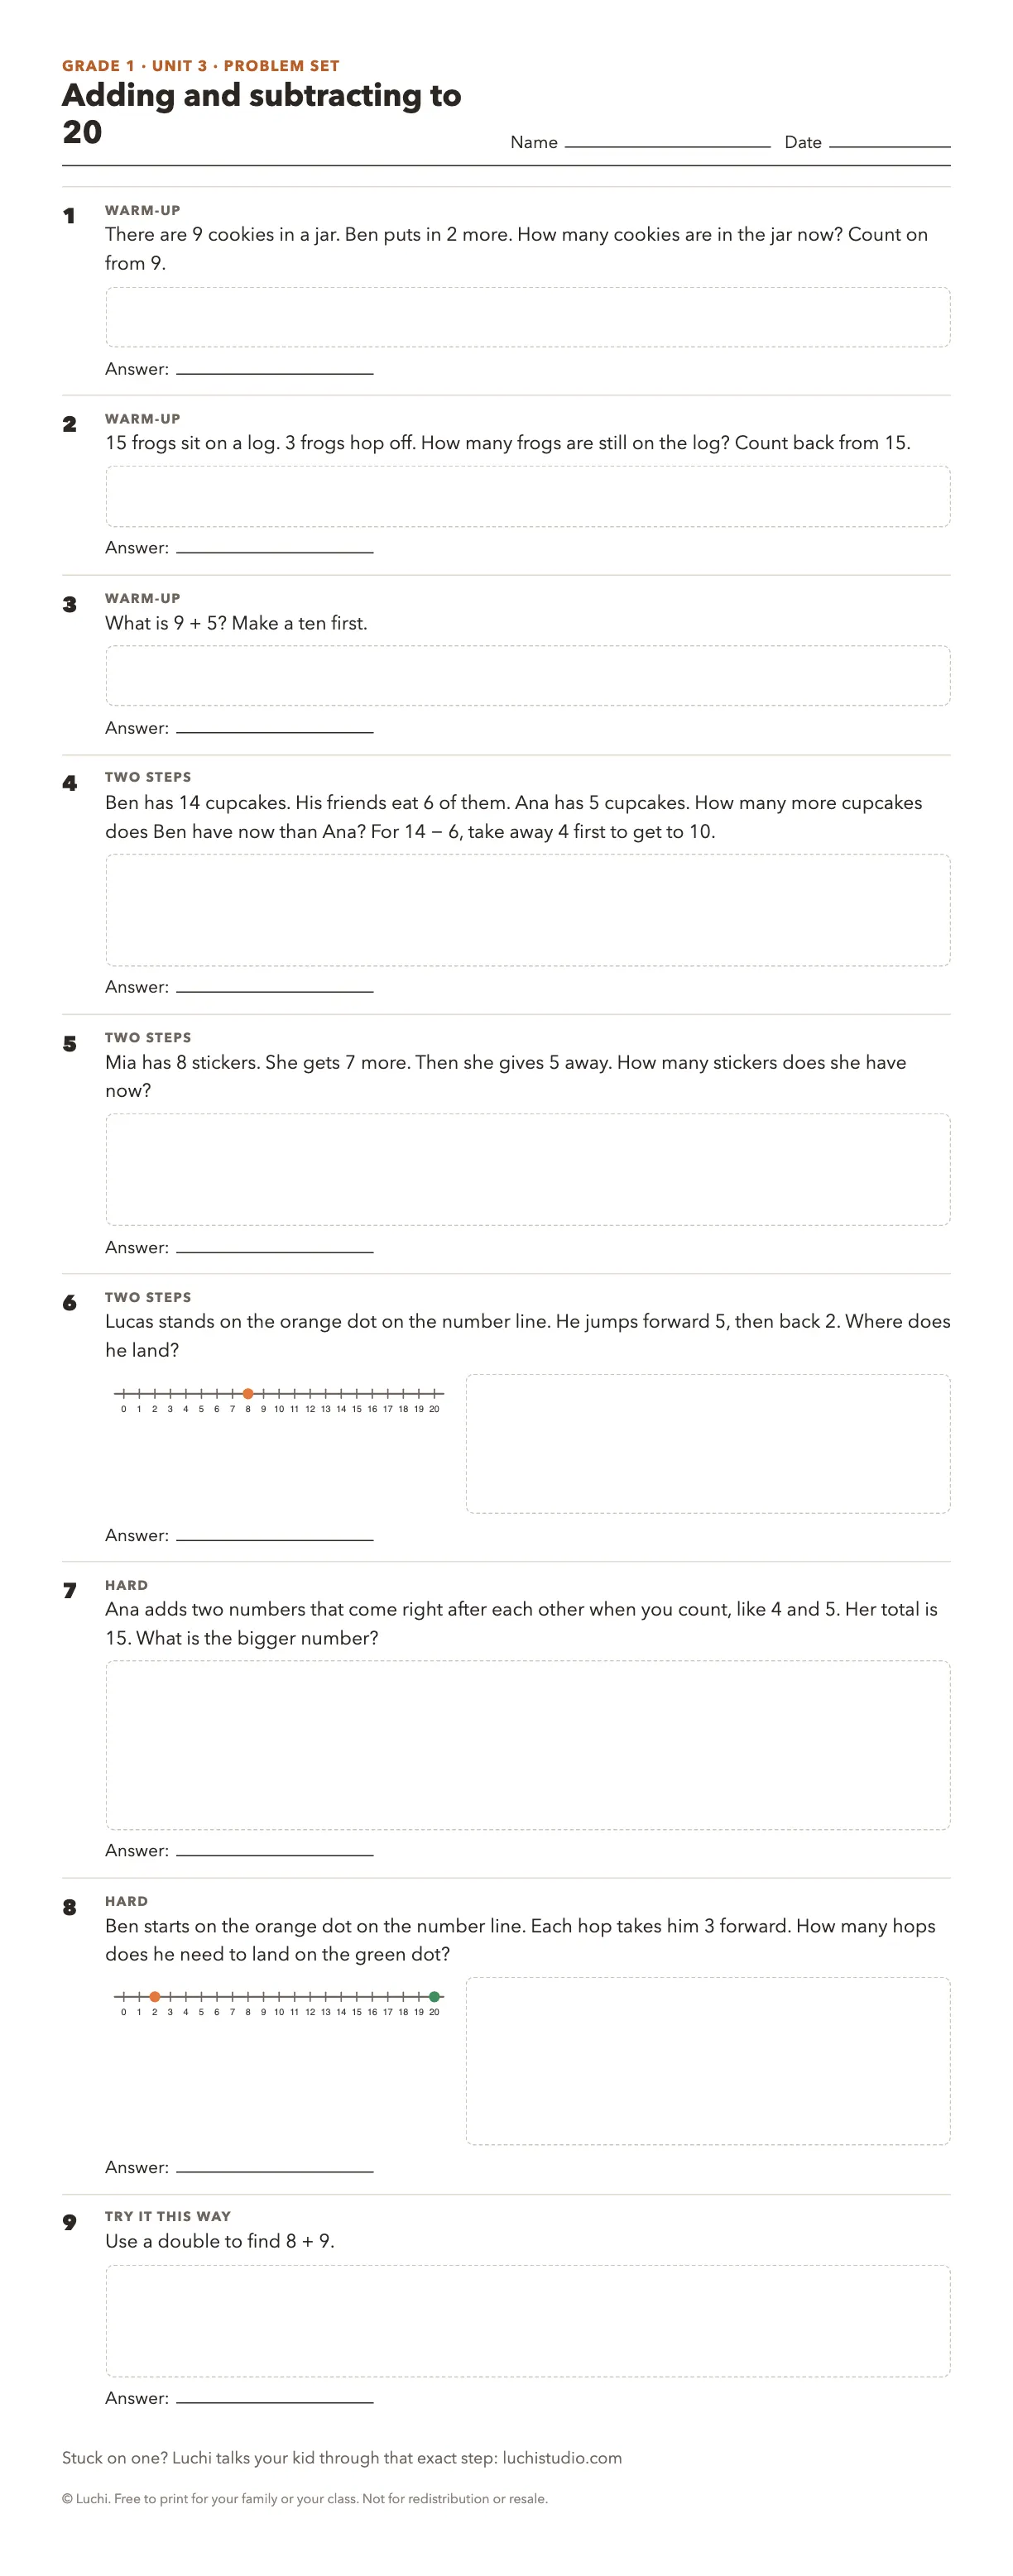 GRADE 1 · UNIT 3 · PROBLEM SET
Adding and subtracting to
20
Name Date
1 WARM-UP
There are 9 cookies in a jar. Ben puts in 2 more. How many cookies are in the jar now? Count on
from 9.
Answer:
2 WARM-UP
15 frogs sit on a log. 3 frogs hop off. How many frogs are still on the log? Count back from 15.
Answer:
3 WARM-UP
What is 9 + 5? Make a ten first.
Answer:
4 TWO STEPS
Ben has 14 cupcakes. His friends eat 6 of them. Ana has 5 cupcakes. How many more cupcakes
does Ben have now than Ana? For 14 − 6, take away 4 first to get to 10.
Answer:
5 TWO STEPS
Mia has 8 stickers. She gets 7 more. Then she gives 5 away. How many stickers does she have
now?
Answer:
6 TWO STEPS
Lucas stands on the orange dot on the number line. He jumps forward 5, then back 2. Where does
he land?
0 1 2 3 4 5 6 7 8 9 10 11 12 13 14 15 16 17 18 19 20
Answer:
7 HARD
Ana adds two numbers that come right after each other when you count, like 4 and 5. Her total is
15. What is the bigger number?
Answer:
8 HARD
Ben starts on the orange dot on the number line. Each hop takes him 3 forward. How many hops
does he need to land on the green dot?
0 1 2 3 4 5 6 7 8 9 10 11 12 13 14 15 16 17 18 19 20
Answer:
9 TRY IT THIS WAY
Use a double to find 8 + 9.
Answer:
Stuck on one? Luchi talks your kid through that exact step: luchistudio.com
© Luchi. Free to print for your family or your class. Not for redistribution or resale.